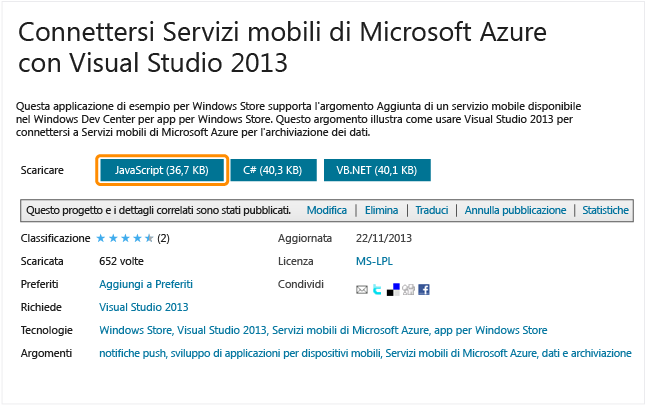 Connettersi Servizi mobili di Microsoft Azure
con Visual Studio 2013
Questa applicazione di esempio per Windows Store supporta l'argomento Aggiunta di un servizio mobile disponibile
nel Windows Dev Center per app per Windows Store. Questo argomento illustra come usare Visual Studio 2013 per
connettersi a Servizi mobili di Microsoft Azure per l'archiviazione dei dati.
Scaricare JavaScript (36,7 KB) C# (40,3 KB) VB.NET (40,1 KB)
Questo progetto e i dettagli correlati sono stati pubblicati. Modifica | Elimina | Traduci | Annulla pubblicazione | Statistiche
Classificazione (2) Aggiornata 22/11/2013
Scaricata 652 volte Licenza MS-LPL
Preferiti Aggiungi a Preferiti Condividi
Richiede Visual Studio 2013
Tecnologie Windows Store, Visual Studio 2013, Servizi mobili di Microsoft Azure, app per Windows Store
Argomenti notifiche push, sviluppo di applicazioni per dispositivi mobili, Servizi mobili di Microsoft Azure, dati e archiviazione